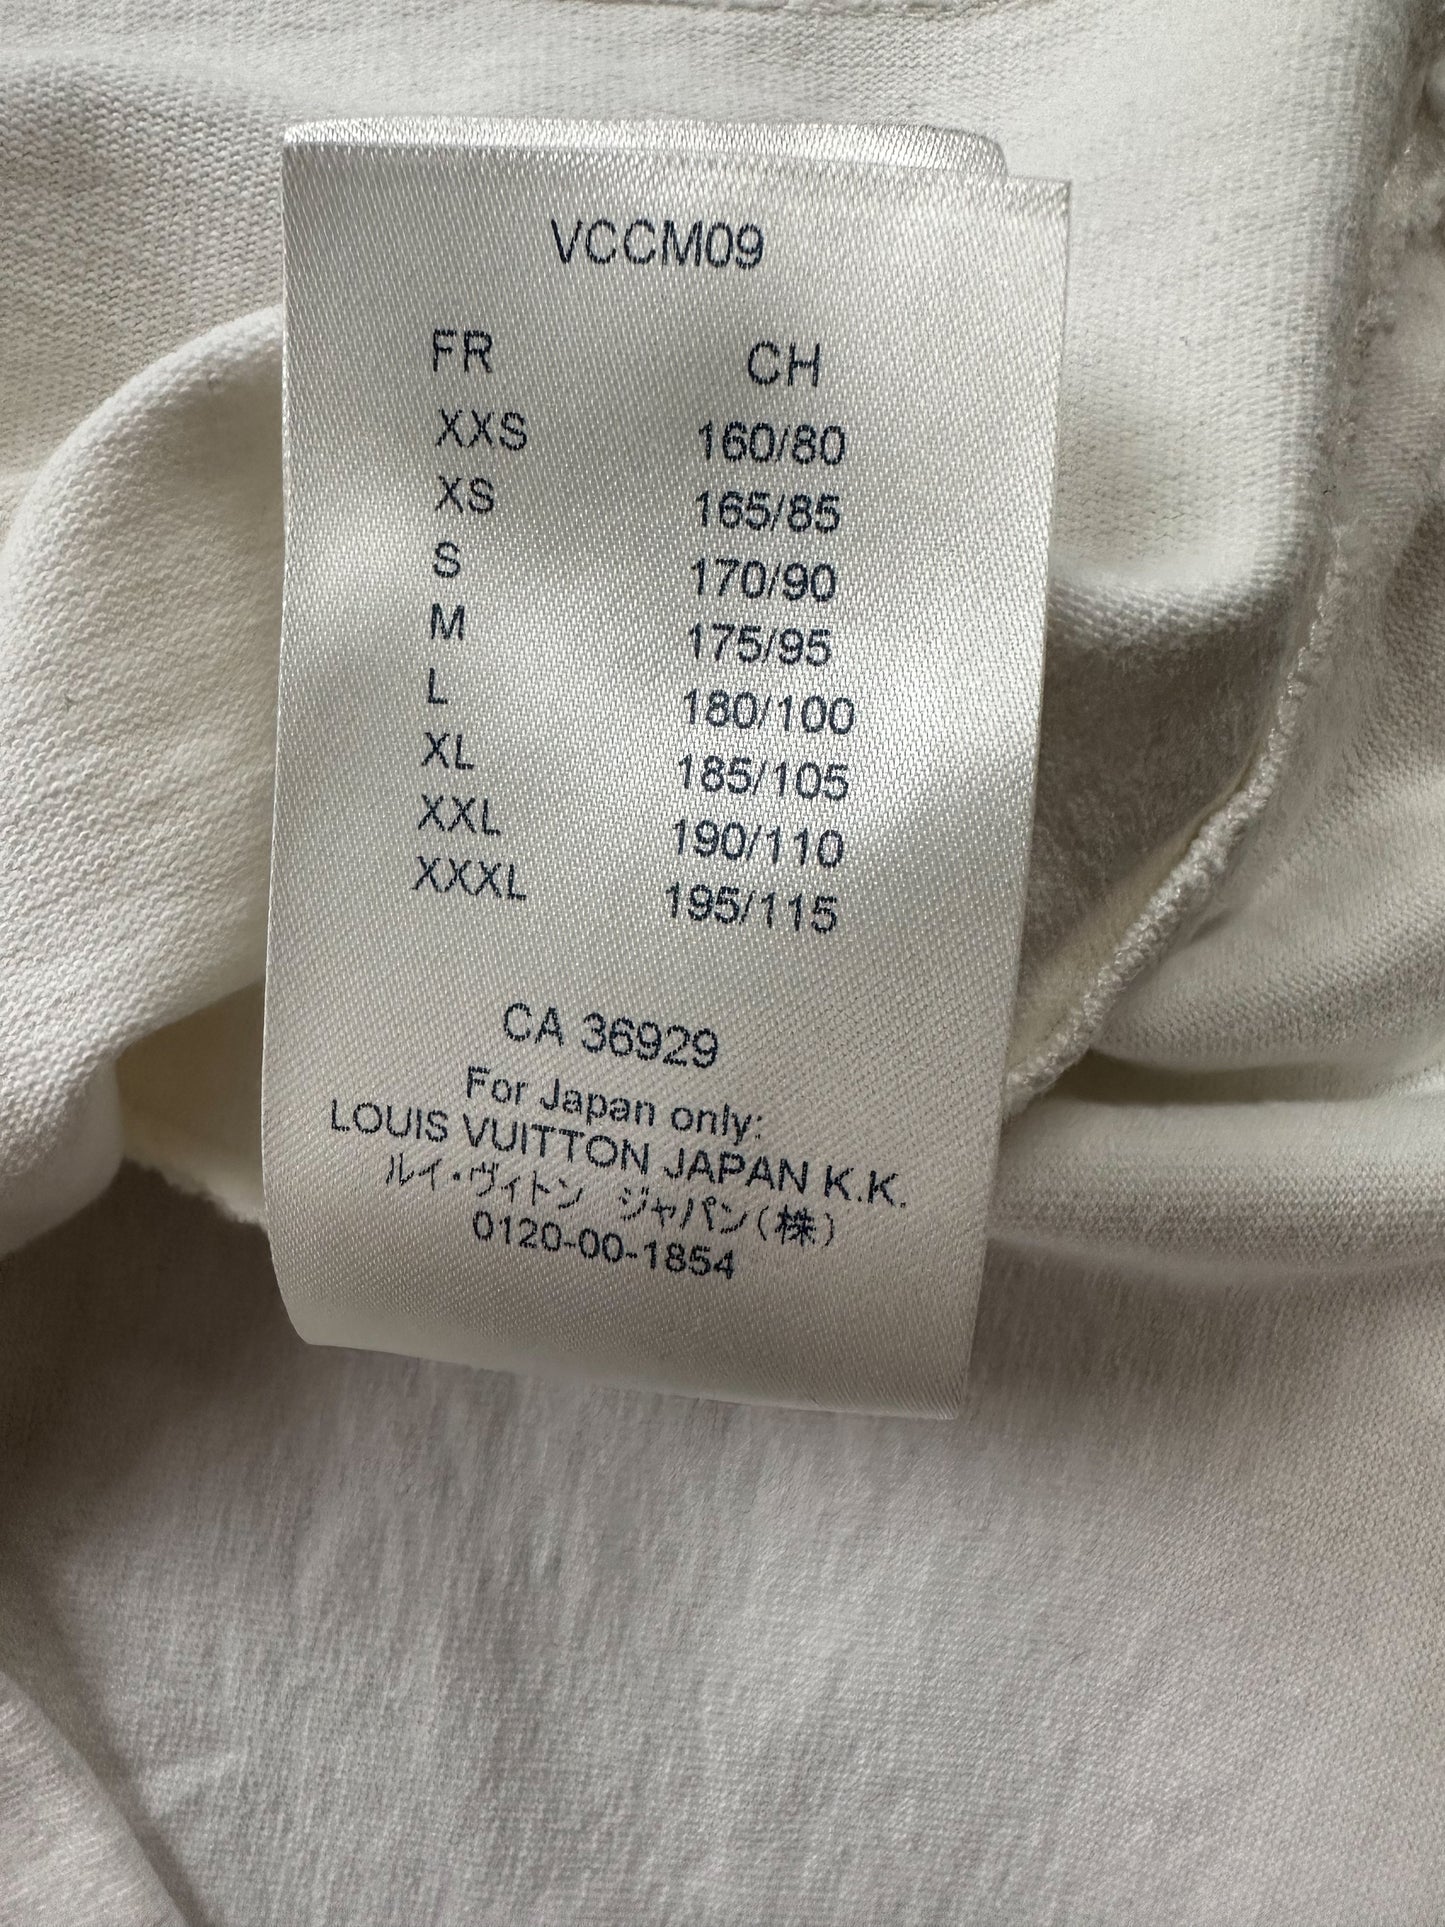 VCCM09
FR CH
XXS 160/80
XS 165/85
S 170/90
M 175/95
L 180/100
XL 185/105
XXL 190/110
XXXL 195/115
CA 36929
For Japan only:
LOUIS VUITTON JAPAN K.K.
ルイ・ヴィトン ジャパン(株)
0120-00-1854